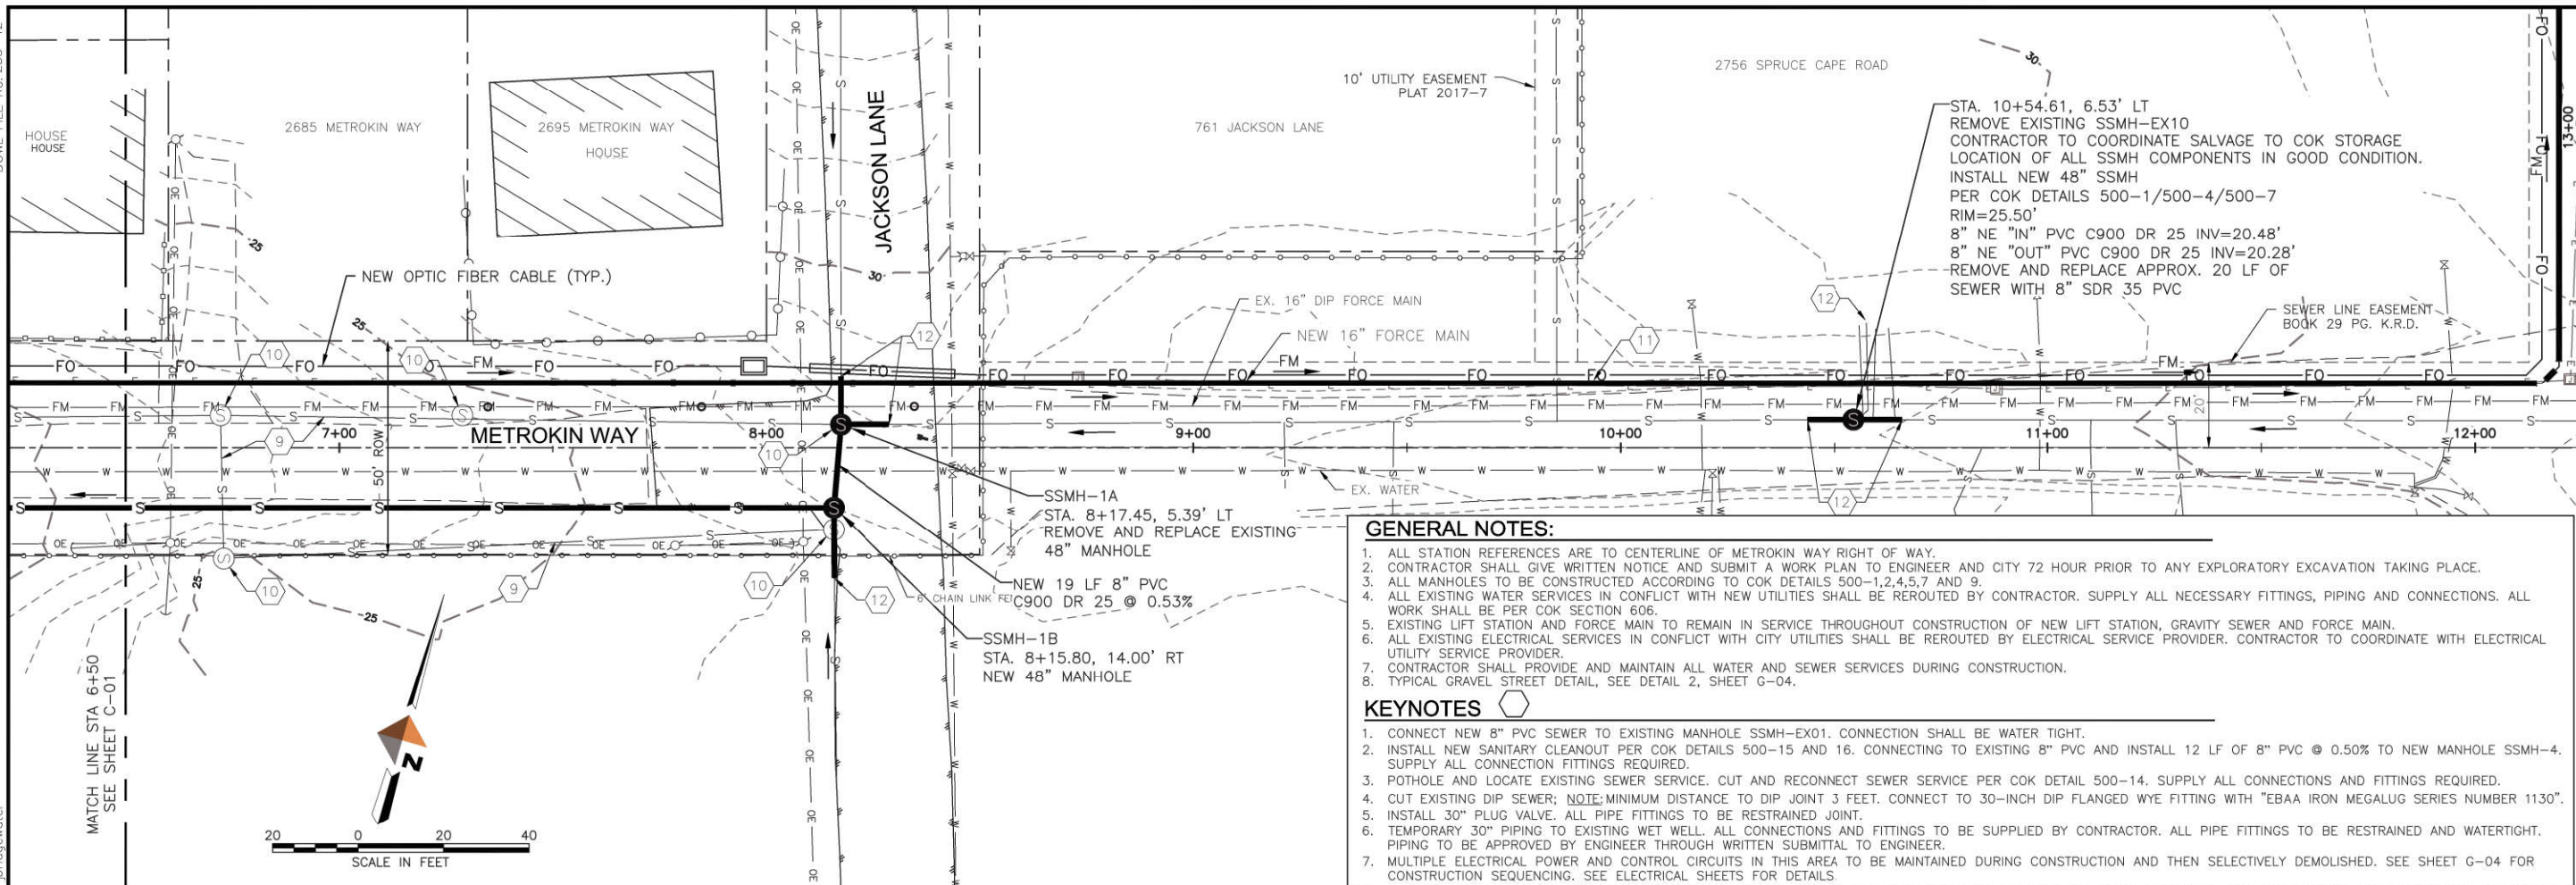 HOUSE
HOUSE
2685 METROKIN WAY
2695 METROKIN WAY
HOUSE
JACKSON LANE
761 JACKSON LANE
10' UTILITY EASEMENT
PLAT 2017-7
2756 SPRUCE CAPE ROAD
STA. 10+54.61, 6.53' LT
REMOVE EXISTING SSMH-EX10
CONTRACTOR TO COORDINATE SALVAGE TO COK STORAGE
LOCATION OF ALL SSMH COMPONENTS IN GOOD CONDITION.
INSTALL NEW 48" SSMH
PER COK DETAILS 500-1/500-4/500-7
RIM=25.50'
8" NE "IN" PVC C900 DR 25 INV=20.48'
8" NE "OUT" PVC C900 DR 25 INV=20.28'
REMOVE AND REPLACE APPROX. 20 LF OF
SEWER WITH 8" SDR 35 PVC
13+00
NEW OPTIC FIBER CABLE (TYP.)
EX. 16" DIP FORCE MAIN
NEW 16" FORCE MAIN
SEWER LINE EASEMENT
BOOK 29 PG. K.R.D.
7+00
METROKIN WAY
8+00
9+00
10+00
11+00
12+00
50' ROW
20'
EX. WATER
SSMH-1A
STA. 8+17.45, 5.39' LT
REMOVE AND REPLACE EXISTING
48" MANHOLE
NEW 19 LF 8" PVC
C900 DR 25 @ 0.53%
6' CHAIN LINK FE
SSMH-1B
STA. 8+15.80, 14.00' RT
NEW 48" MANHOLE
MATCH LINE STA 6+50
SEE SHEET C-01
N
20 0 20 40
SCALE IN FEET
GENERAL NOTES:
1. ALL STATION REFERENCES ARE TO CENTERLINE OF METROKIN WAY RIGHT OF WAY.
2. CONTRACTOR SHALL GIVE WRITTEN NOTICE AND SUBMIT A WORK PLAN TO ENGINEER AND CITY 72 HOUR PRIOR TO ANY EXPLORATORY EXCAVATION TAKING PLACE.
3. ALL MANHOLES TO BE CONSTRUCTED ACCORDING TO COK DETAILS 500-1,2,4,5,7 AND 9.
4. ALL EXISTING WATER SERVICES IN CONFLICT WITH NEW UTILITIES SHALL BE REROUTED BY CONTRACTOR. SUPPLY ALL NECESSARY FITTINGS, PIPING AND CONNECTIONS. ALL
WORK SHALL BE PER COK SECTION 606.
5. EXISTING LIFT STATION AND FORCE MAIN TO REMAIN IN SERVICE THROUGHOUT CONSTRUCTION OF NEW LIFT STATION, GRAVITY SEWER AND FORCE MAIN.
6. ALL EXISTING ELECTRICAL SERVICES IN CONFLICT WITH CITY UTILITIES SHALL BE REROUTED BY ELECTRICAL SERVICE PROVIDER. CONTRACTOR TO COORDINATE WITH ELECTRICAL
UTILITY SERVICE PROVIDER.
7. CONTRACTOR SHALL PROVIDE AND MAINTAIN ALL WATER AND SEWER SERVICES DURING CONSTRUCTION.
8. TYPICAL GRAVEL STREET DETAIL, SEE DETAIL 2, SHEET G-04.
KEYNOTES
1. CONNECT NEW 8" PVC SEWER TO EXISTING MANHOLE SSMH-EX01. CONNECTION SHALL BE WATER TIGHT.
2. INSTALL NEW SANITARY CLEANOUT PER COK DETAILS 500-15 AND 16. CONNECTING TO EXISTING 8" PVC AND INSTALL 12 LF OF 8" PVC @ 0.50% TO NEW MANHOLE SSMH-4.
SUPPLY ALL CONNECTION FITTINGS REQUIRED.
3. POTHOLE AND LOCATE EXISTING SEWER SERVICE. CUT AND RECONNECT SEWER SERVICE PER COK DETAIL 500-14. SUPPLY ALL CONNECTIONS AND FITTINGS REQUIRED.
4. CUT EXISTING DIP SEWER; NOTE: MINIMUM DISTANCE TO DIP JOINT 3 FEET. CONNECT TO 30-INCH DIP FLANGED WYE FITTING WITH "EBAA IRON MEGALUG SERIES NUMBER 1130".
5. INSTALL 30" PLUG VALVE. ALL PIPE FITTINGS TO BE RESTRAINED JOINT.
6. TEMPORARY 30" PIPING TO EXISTING WET WELL. ALL CONNECTIONS AND FITTINGS TO BE SUPPLIED BY CONTRACTOR. ALL PIPE FITTINGS TO BE RESTRAINED AND WATERTIGHT.
PIPING TO BE APPROVED BY ENGINEER THROUGH WRITTEN SUBMITTAL TO ENGINEER.
7. MULTIPLE ELECTRICAL POWER AND CONTROL CIRCUITS IN THIS AREA TO BE MAINTAINED DURING CONSTRUCTION AND THEN SELECTIVELY DEMOLISHED. SEE SHEET G-04 FOR
CONSTRUCTION SEQUENCING. SEE ELECTRICAL SHEETS FOR DETAILS